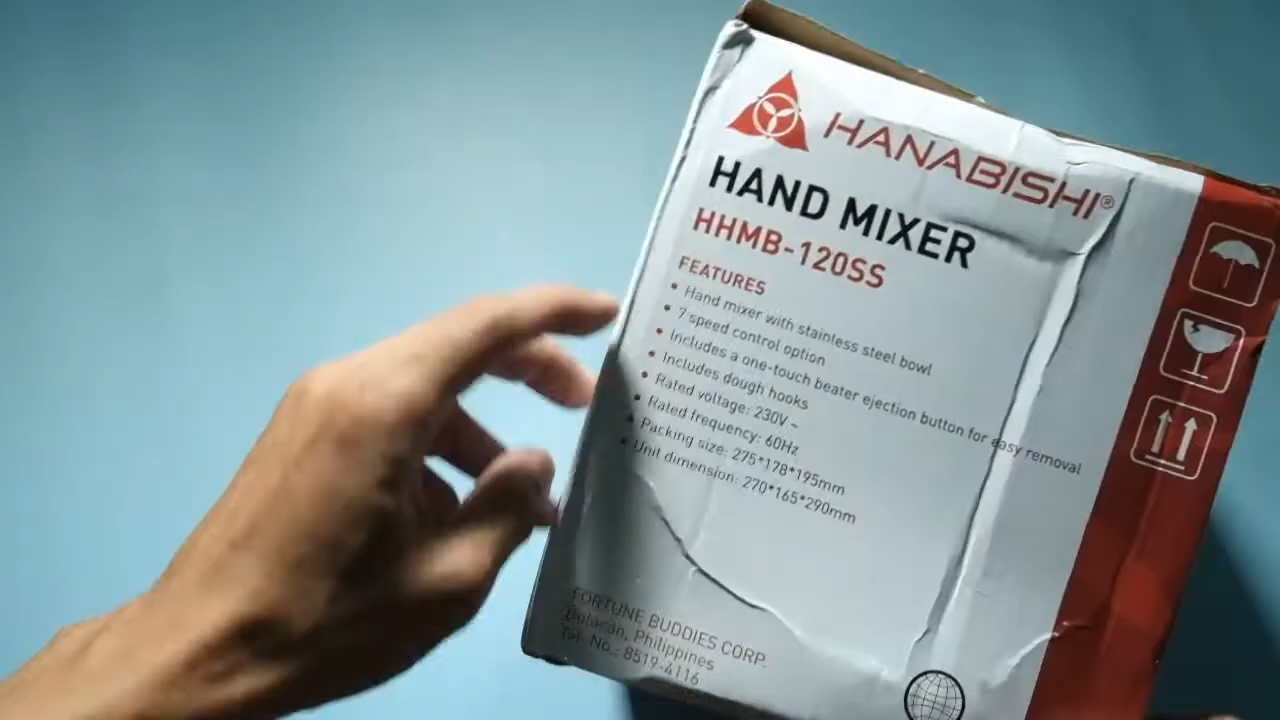 HANABISHI®
HAND MIXER
HHMB-120SS
FEATURES
• Hand mixer with stainless steel bowl
• 7 speed control option
• Includes a one-touch beater ejection button for easy removal
• Includes dough hooks
• Rated voltage: 230V ~
• Rated frequency: 60Hz
• Packing size: 275*178*195mm
• Unit dimension: 270*165*290mm
FORTUNE BUDDIES CORP.
Bulacan, Philippines
Tel. No.: 8519-4116